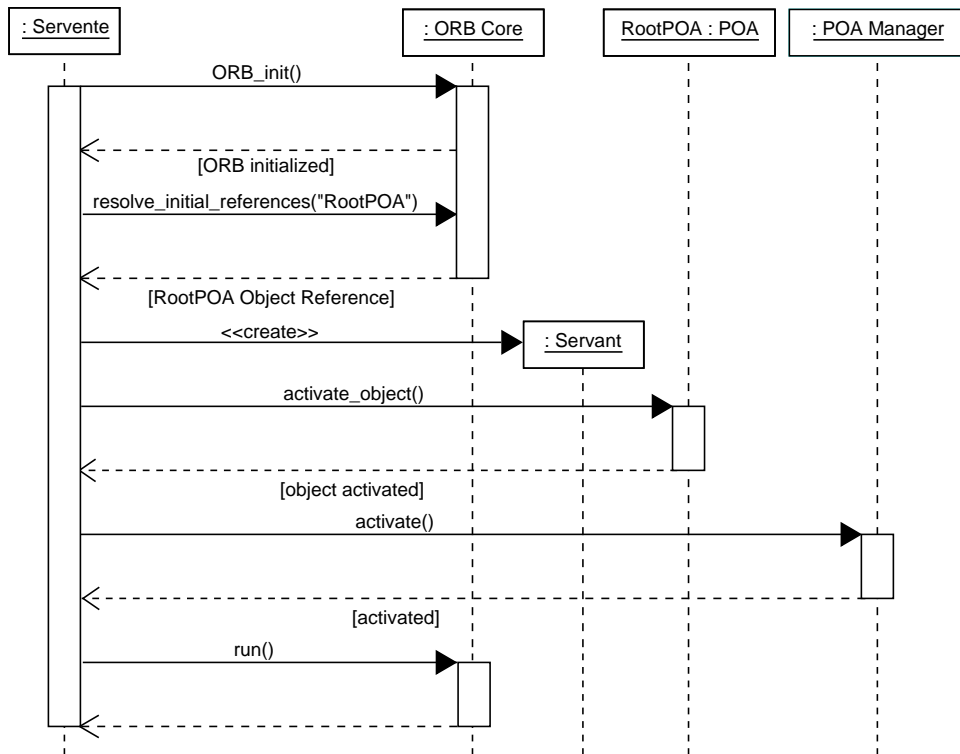 : Servente
: ORB Core
RootPOA : POA
: POA Manager
ORB_init()
[ORB initialized]
resolve_initial_references("RootPOA")
[RootPOA Object Reference]
<<create>>
: Servant
activate_object()
[object activated]
activate()
[activated]
run()